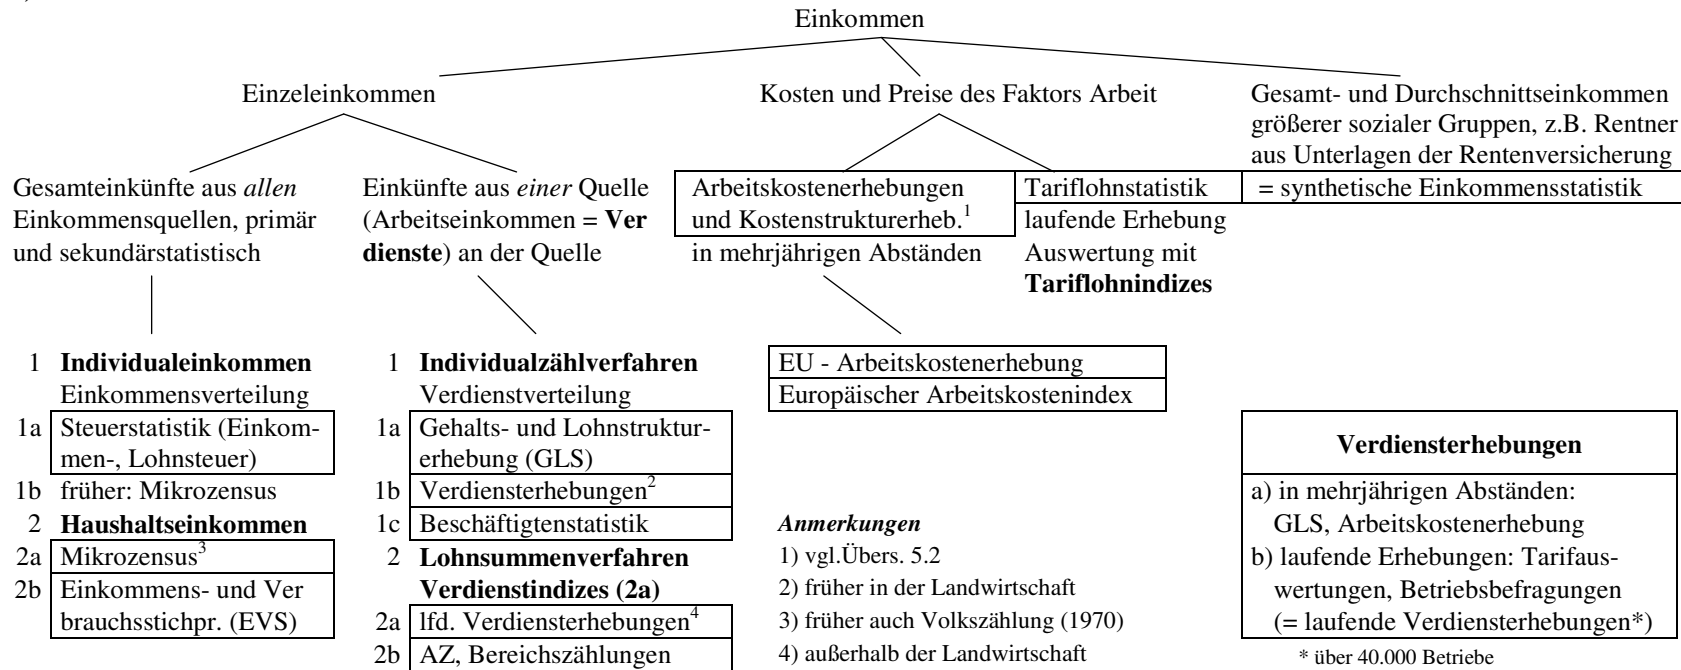 Einkommen
Einzeleinkommen
Kosten und Preise des Faktors Arbeit
Gesamt- und Durchschnittseinkommen
größerer sozialer Gruppen, z.B. Rentner
aus Unterlagen der Rentenversicherung
= synthetische Einkommensstatistik
Gesamteinkünfte aus allen
Einkommensquellen, primär
und sekundärstatistisch
Einkünfte aus einer Quelle
(Arbeitseinkommen = Ver
dienste) an der Quelle
Arbeitskostenerhebungen
und Kostenstrukturerheb.1
in mehrjährigen Abständen
Tariflohnstatistik
laufende Erhebung
Auswertung mit
Tariflohnindizes
1 Individualeinkommen
Einkommensverteilung
1a Steuerstatistik (Einkom-
men-, Lohnsteuer)
1b früher: Mikrozensus
2 Haushaltseinkommen
2a Mikrozensus3
2b Einkommens- und Ver
brauchsstichpr. (EVS)
1 Individualzählverfahren
Verdienstverteilung
1a Gehalts- und Lohnstruktur-
erhebung (GLS)
1b Verdiensterhebungen2
1c Beschäftigtenstatistik
2 Lohnsummenverfahren
Verdienstindizes (2a)
2a lfd. Verdiensterhebungen4
2b AZ, Bereichszählungen
EU - Arbeitskostenerhebung
Europäischer Arbeitskostenindex
Anmerkungen
1) vgl.Übers. 5.2
2) früher in der Landwirtschaft
3) früher auch Volkszählung (1970)
4) außerhalb der Landwirtschaft
Verdiensterhebungen
a) in mehrjährigen Abständen:
GLS, Arbeitskostenerhebung
b) laufende Erhebungen: Tarifaus-
wertungen, Betriebsbefragungen
(= laufende Verdiensterhebungen*)
* über 40.000 Betriebe